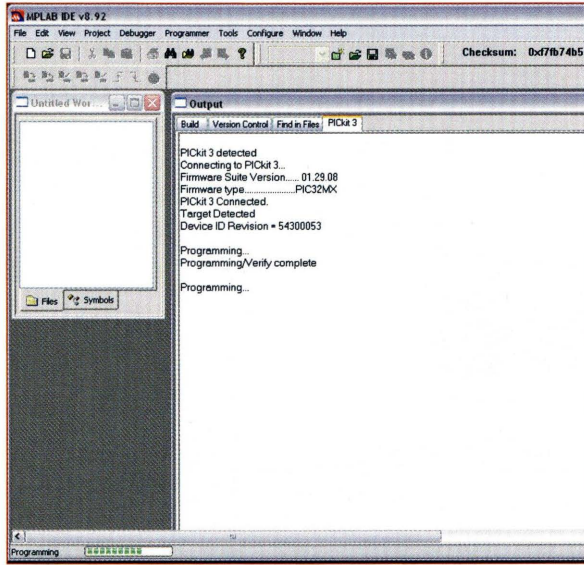 MPLAB IDE v8.92
File Edit View Project Debugger Programmer Tools Configure Window Help
Checksum: 0xd7fb74b5
Untitled Wor...
Output
Build Version Control Find in Files PICkit 3
PICkit 3 detected
Connecting to PICkit 3...
Firmware Suite Version...... 01.29.08
Firmware type......................PIC32MX
PICkit 3 Connected.
Target Detected
Device ID Revision = 54300053
Programming...
Programming/Verify complete
Programming...
Files Symbols
Programming